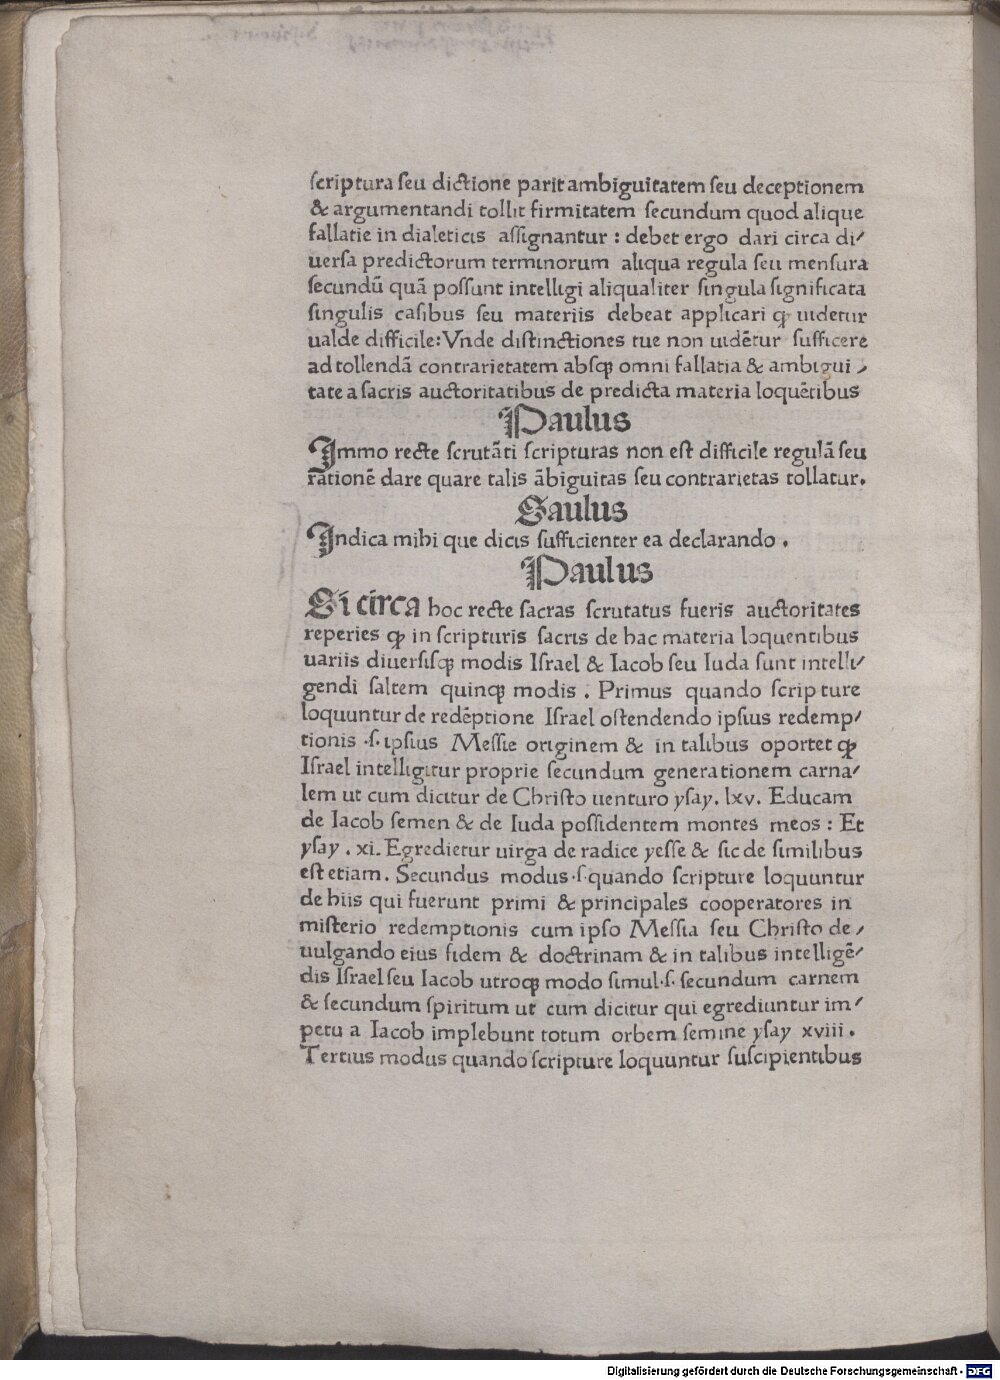 scriptura seu dictione parit ambiguitatem seu deceptionem
& argumentandi tollit firmitatem secundum quod alique
fallatie in dialeticis assignantur : debet ergo dari circa di/
uersa predictorum terminorum aliqua regula seu mensura
secundū quā possunt intelligi aliqualiter singula significata
singulis casibus seu materiis debeat applicari ꝙ uidetur
ualde difficile: Vnde distinctiones tue non uidētur sufficere
ad tollendā contrarietatem absqꝫ omni fallatia & ambigui /
tate a sacris auctoritatibus de predicta materia loquētibus
Paulus
Immo recte scrutāti scripturas non est difficile regulā seu
rationē dare quare talis ābiguitas seu contrarietas tollatur.
Saulus
Indica mihi que dicis sufficienter ea declarando .
Paulus
Si circa hoc recte sacras scrutatus fueris auctoritates
reperies ꝙ in scripturis sacris de hac materia loquentibus
uariis diuersisqꝫ modis Israel & Iacob seu Iuda sunt intelli/
gendi saltem quinqꝫ modis . Primus quando scripture
loquuntur de redēptione Israel ostendendo ipsius redemp/
tionis .s. ipsius Messie originem & in talibus oportet ꝙ
Israel intelligitur proprie secundum generationem carna/
lem ut cum dicitur de Christo uenturo ysay. lxv. Educam
de Iacob semen & de Iuda possidentem montes meos : Et
ysay . xi. Egredietur uirga de radice yesse & sic de similibus
est etiam. Secundus modus .s. quando scripture loquuntur
de hiis qui fuerunt primi & principales cooperatores in
misterio redemptionis cum ipso Messia seu Christo de /
uulgando eius fidem & doctrinam & in talibus intelligē/
dis Israel seu Iacob utroqꝫ modo simul .s. secundum carnem
& secundum spiritum ut cum dicitur qui egrediuntur im/
petu a Iacob implebunt totum orbem semine ysay xviii .
Tertius modus quando scripture loquuntur suscipientibus
Digitalisierung gefördert durch die Deutsche Forschungsgemeinschaft - DFG